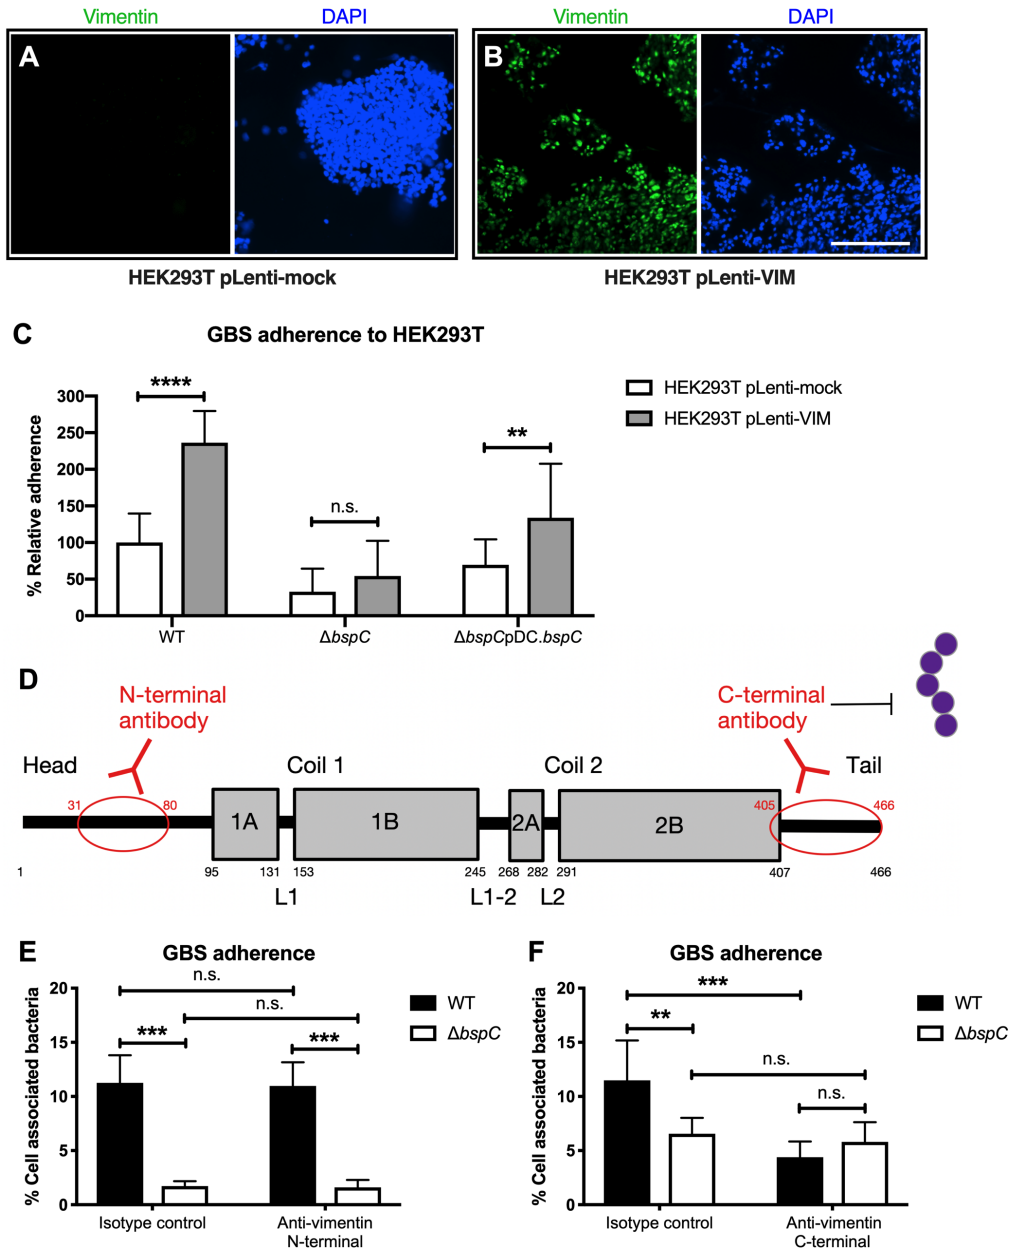 Vimentin
DAPI
Vimentin
DAPI
A
B
HEK293T pLenti-mock
HEK293T pLenti-VIM
C
GBS adherence to HEK293T
% Relative adherence
300
250
200
150
100
50
0
****
n.s.
**
WT
ΔbspC
ΔbspCpDC.bspC
HEK293T pLenti-mock
HEK293T pLenti-VIM
D
N-terminal
antibody
C-terminal
antibody
Head
Coil 1
Coil 2
Tail
31
80
405
466
1A
1B
2A
2B
1
95
131
153
245
268
282
291
407
466
L1
L1-2
L2
E
GBS adherence
% Cell associated bacteria
20
15
10
5
0
n.s.
n.s.
***
***
Isotype control
Anti-vimentin
N-terminal
WT
ΔbspC
F
GBS adherence
% Cell associated bacteria
20
15
10
5
0
***
**
n.s.
n.s.
Isotype control
Anti-vimentin
C-terminal
WT
ΔbspC